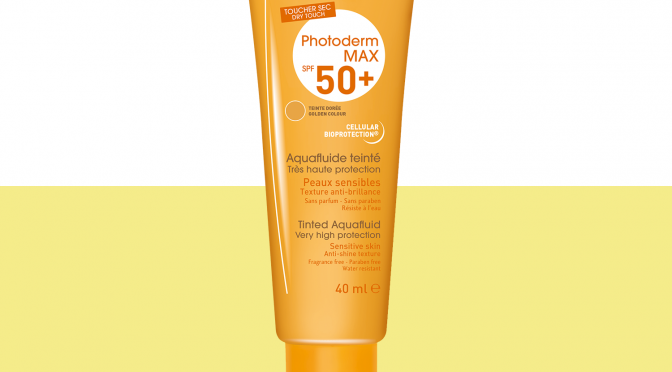 TOUCHER SEC
DRY TOUCH
Photoderm
MAX
SPF 50+
TEINTE DORÉE
GOLDEN COLOUR
CELLULAR
BIOPROTECTION®
Aquafluide teinté
Très haute protection
Peaux sensibles
Texture anti-brillance
Sans parfum - Sans paraben
Résiste à l'eau
Tinted Aquafluid
Very high protection
Sensitive skin
Anti-shine texture
Fragrance free - Paraben free
Water resistant
40 ml ℮